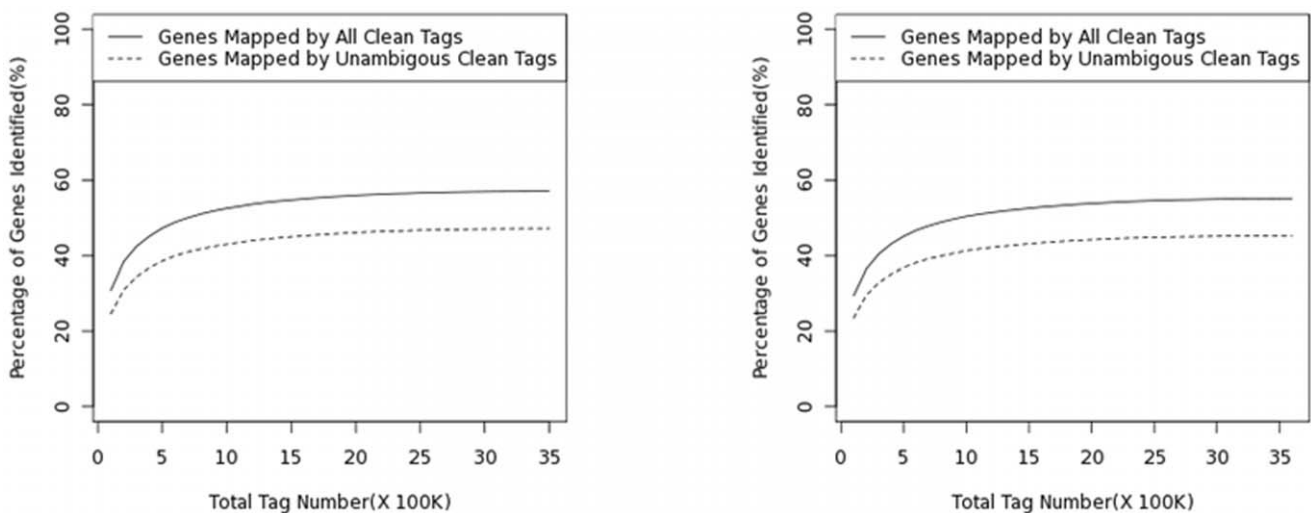 Genes Mapped by All Clean Tags
Genes Mapped by Unambigous Clean Tags
Percentage of Genes Identified(%)
100
80
60
40
20
0
0 5 10 15 20 25 30 35
Total Tag Number(X 100K)
Genes Mapped by All Clean Tags
Genes Mapped by Unambigous Clean Tags
Percentage of Genes Identified(%)
100
80
60
40
20
0
0 5 10 15 20 25 30 35
Total Tag Number(X 100K)